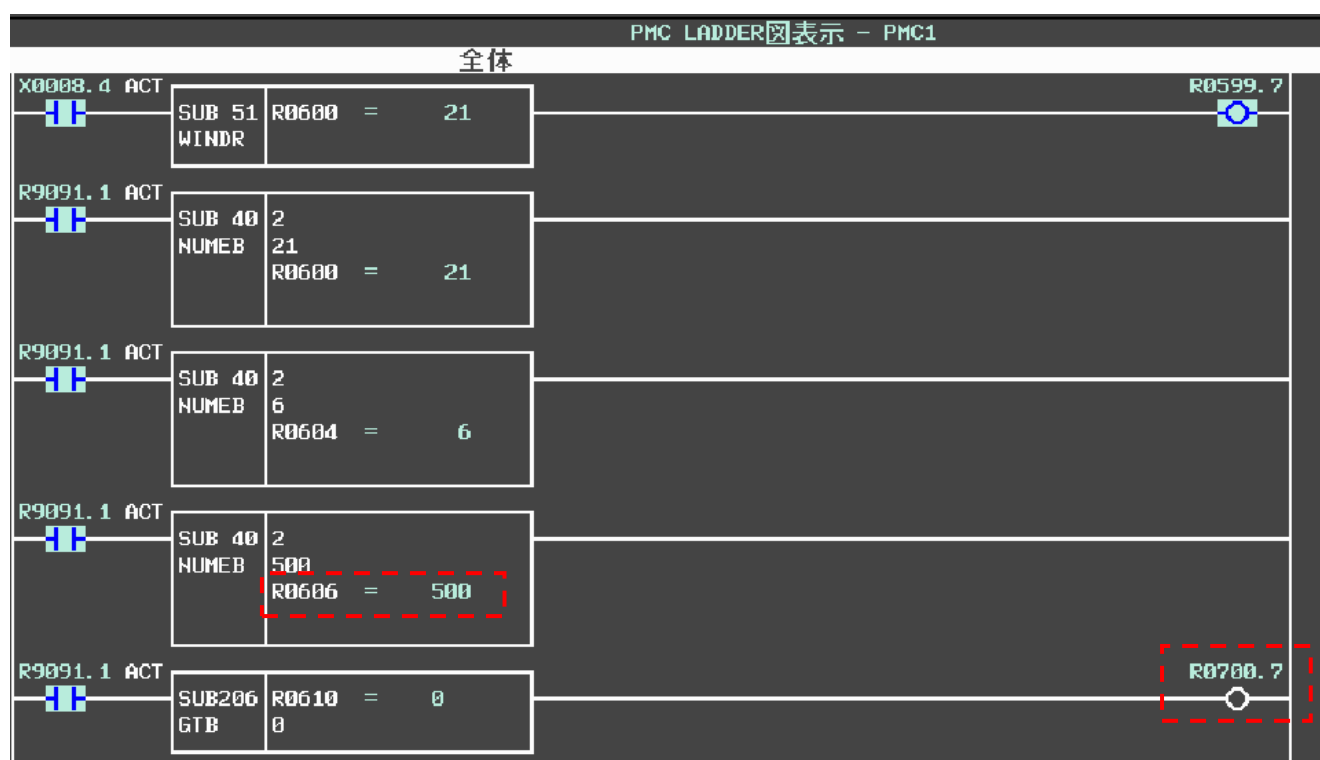 PMC LADDER図表示 - PMC1
全体
X0008.4 ACT
R0599.7
SUB 51 R0600 = 21
WINDR
R9091.1 ACT
SUB 40 2
NUMEB 21
R0600 = 21
R9091.1 ACT
SUB 40 2
NUMEB 6
R0604 = 6
R9091.1 ACT
SUB 40 2
NUMEB 500
R0606 = 500
R9091.1 ACT
R0700.7
SUB206 R0610 = 0
GTB 0